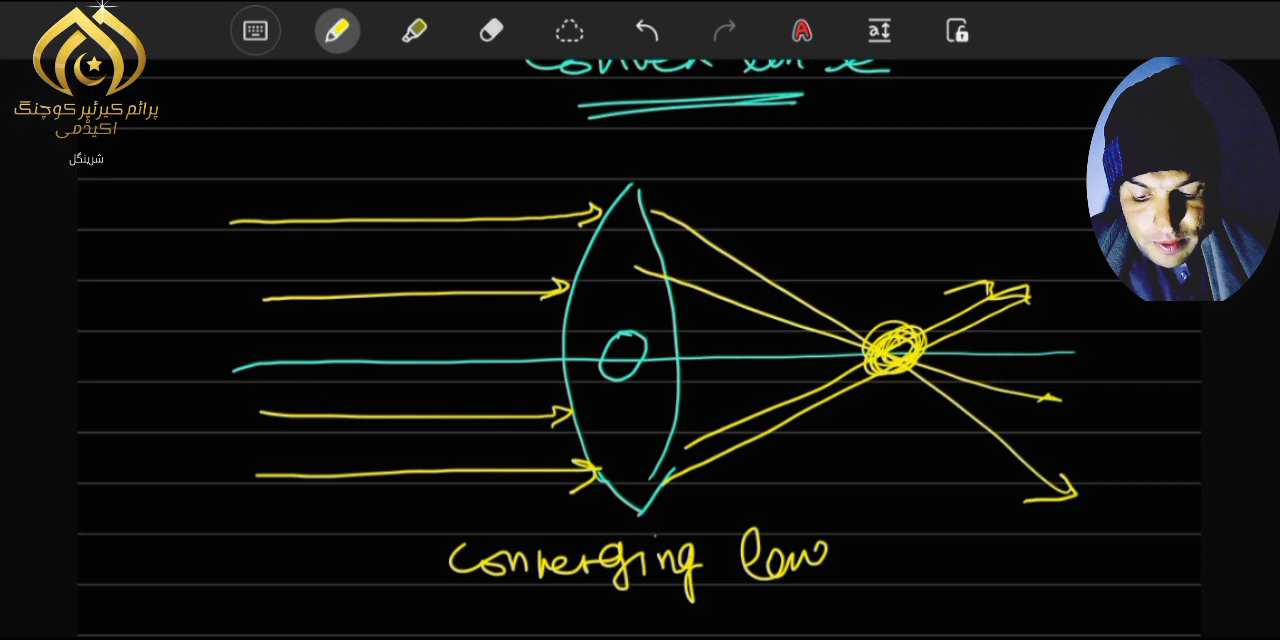 پرائم کیرئیر کوچنگ
اکیڈمی
شرینگل
converging lens